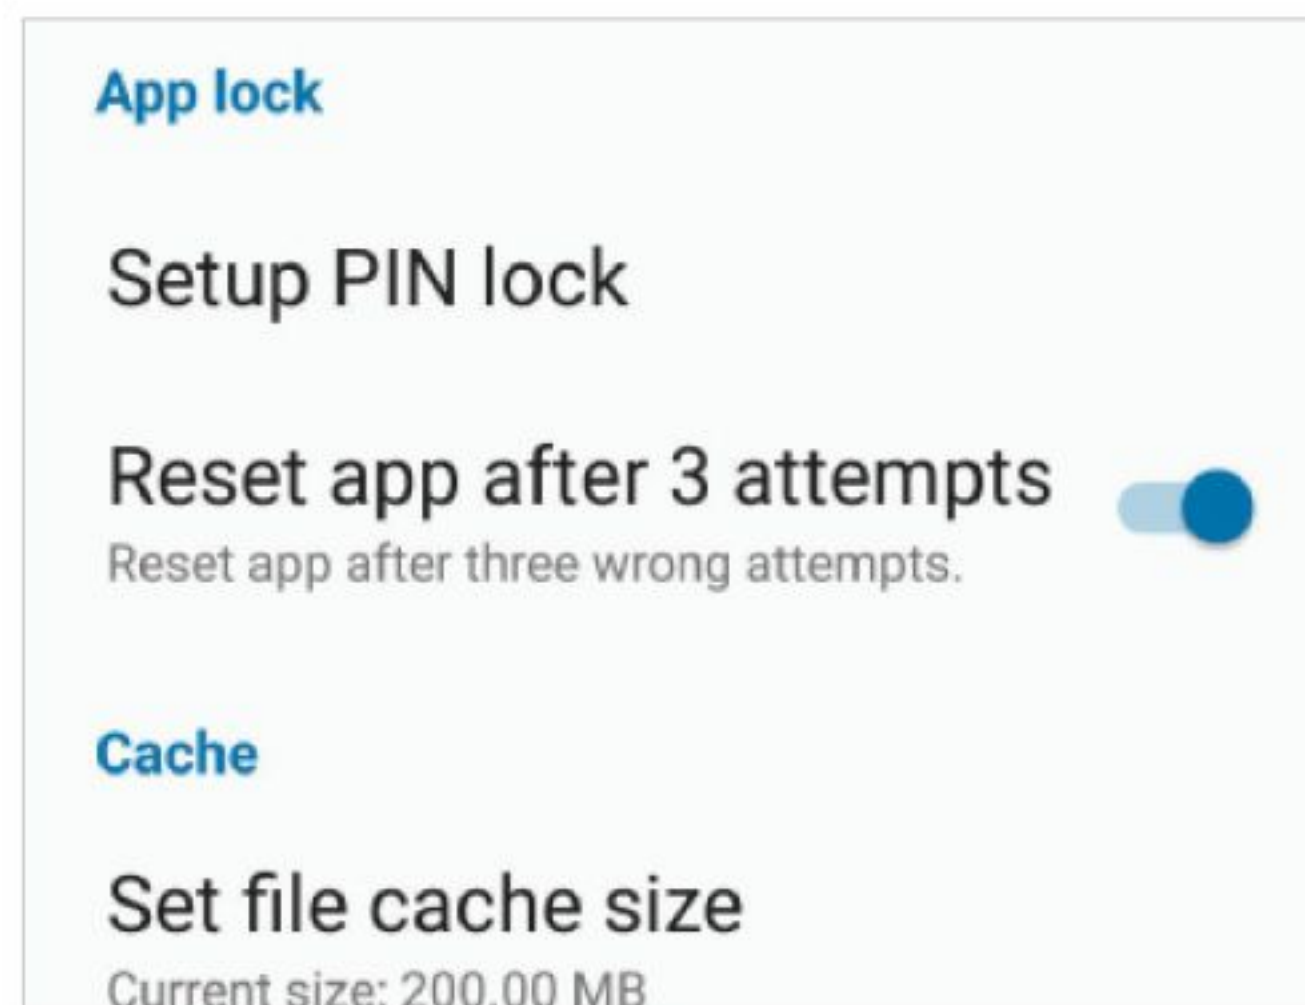 App lock
Setup PIN lock
Reset app after 3 attempts
Reset app after three wrong attempts.
Cache
Set file cache size
Current size: 200.00 MB